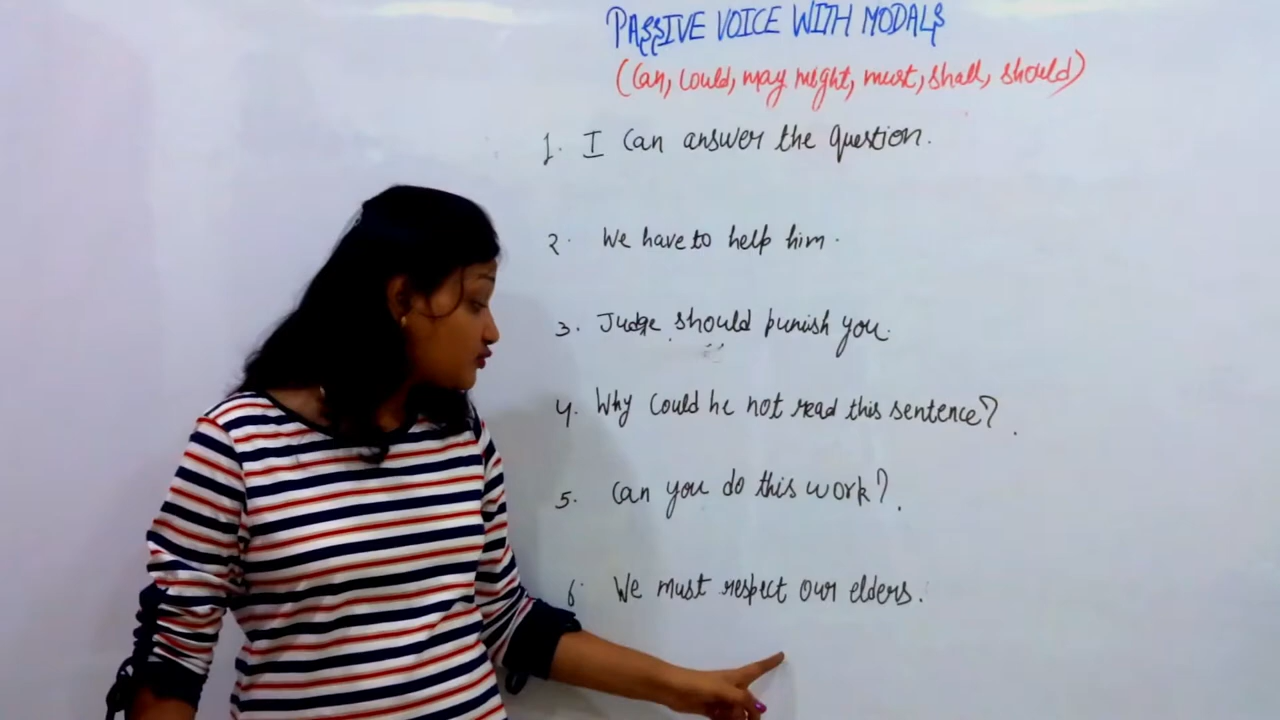 PASSIVE VOICE WITH MODALS
(Can, Could, may might, must, shall, should)
1. I can answer the question.
2. We have to help him.
3. Judge should punish you.
4. Why could he not read this sentence?
5. Can you do this work?
6. We must respect our elders.